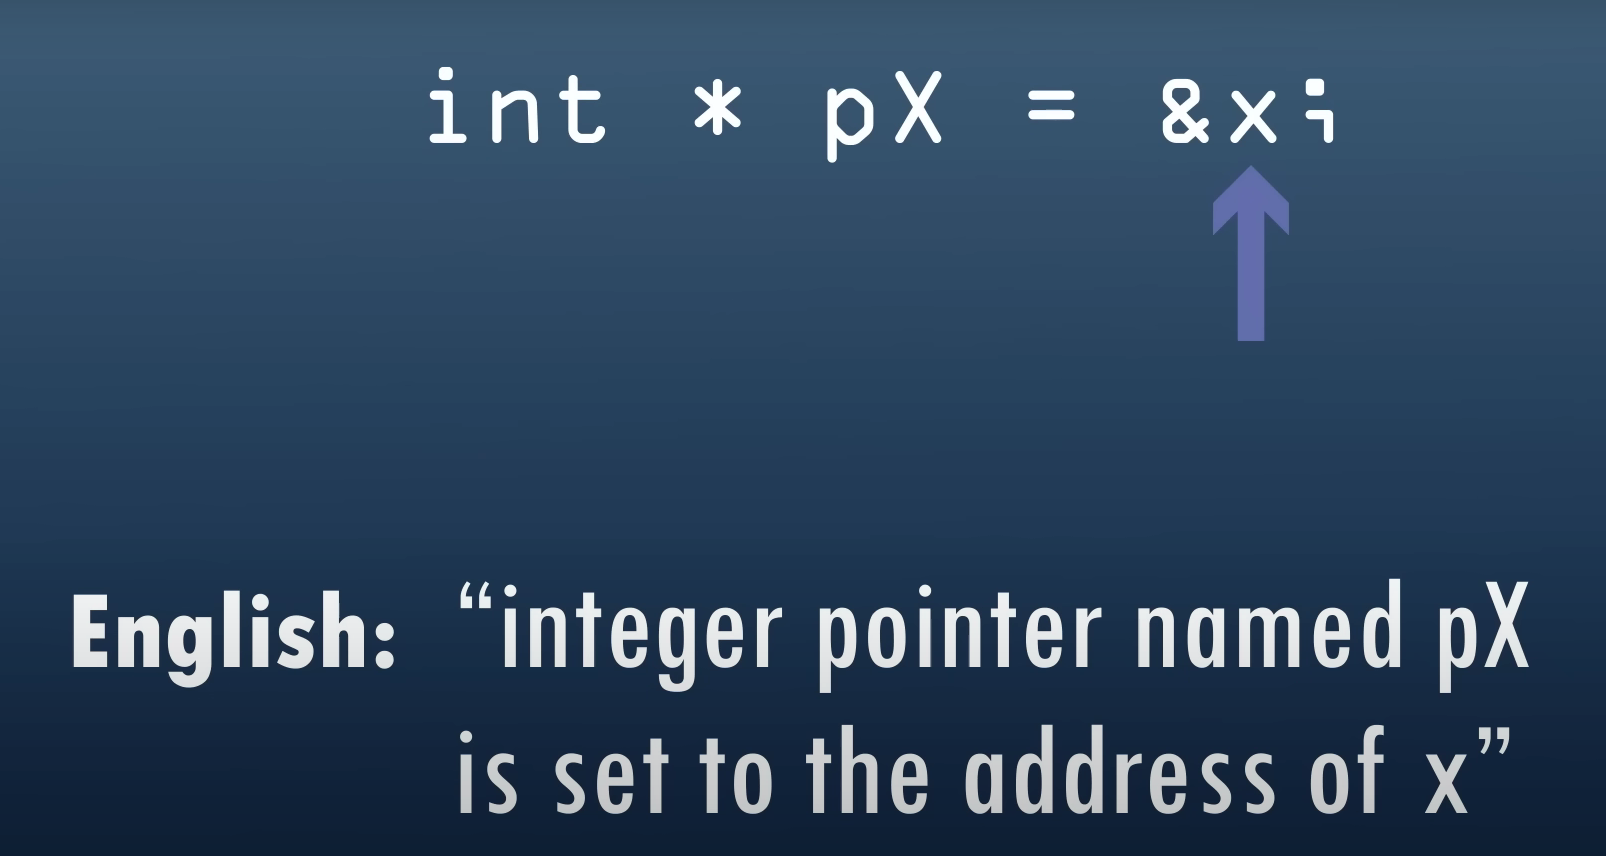 int * pX = &x;
English: “integer pointer named pX
is set to the address of x”